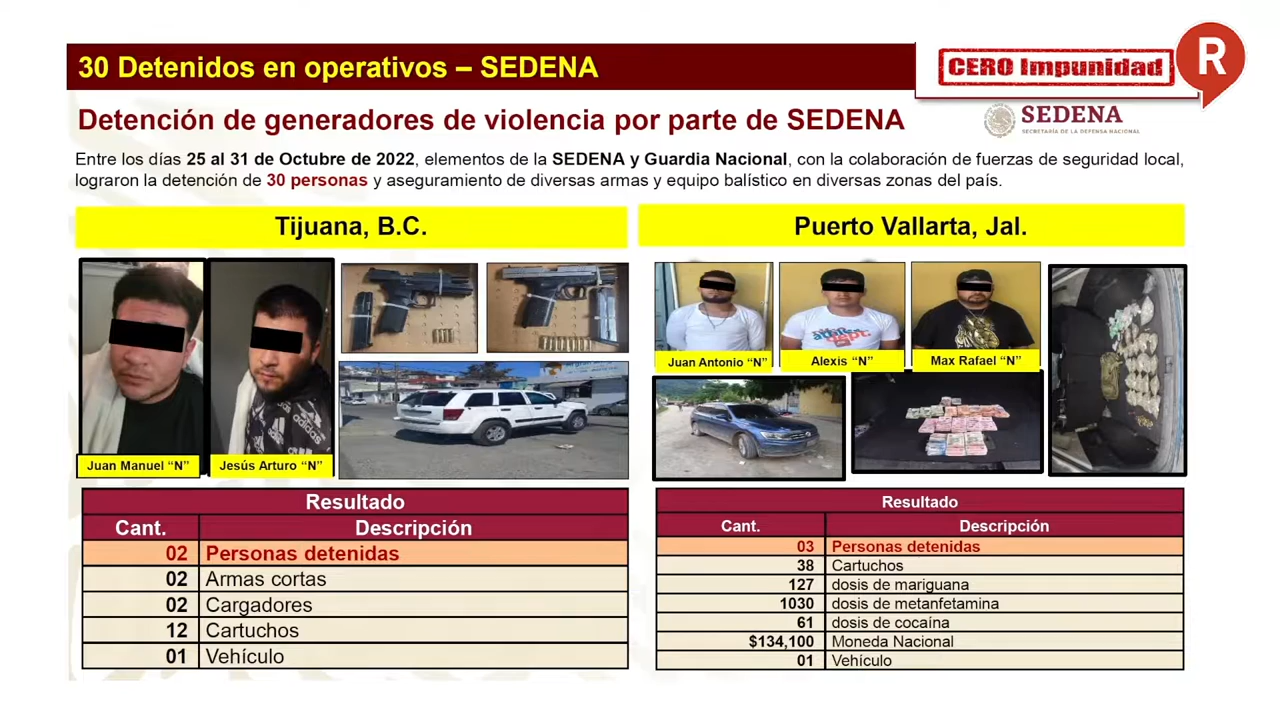 30 Detenidos en operativos – SEDENA
CERO Impunidad
R
Detención de generadores de violencia por parte de SEDENA
SEDENA
SECRETARÍA DE LA DEFENSA NACIONAL
Entre los días 25 al 31 de Octubre de 2022, elementos de la SEDENA y Guardia Nacional, con la colaboración de fuerzas de seguridad local,
lograron la detención de 30 personas y aseguramiento de diversas armas y equipo balístico en diversas zonas del país.
Tijuana, B.C.
Juan Manuel “N”
Jesús Arturo “N”
adidas
Resultado
Cant. Descripción
02 Personas detenidas
02 Armas cortas
02 Cargadores
12 Cartuchos
01 Vehículo
Puerto Vallarta, Jal.
Juan Antonio “N”
Alexis “N”
Max Rafael “N”
Resultado
Cant. Descripción
03 Personas detenidas
38 Cartuchos
127 dosis de mariguana
1030 dosis de metanfetamina
61 dosis de cocaína
$134,100 Moneda Nacional
01 Vehículo